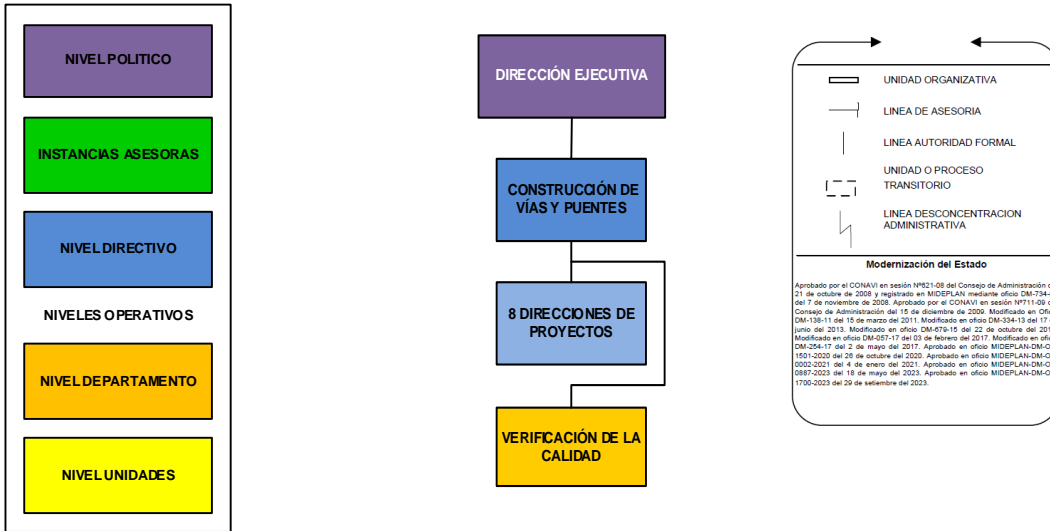 NIVEL POLITICO
INSTANCIAS ASESORAS
NIVEL DIRECTIVO
NIVELES OPERATIVOS
NIVEL DEPARTAMENTO
NIVEL UNIDADES
DIRECCIÓN EJECUTIVA
CONSTRUCCIÓN DE
VÍAS Y PUENTES
8 DIRECCIONES DE
PROYECTOS
VERIFICACIÓN DE LA
CALIDAD
UNIDAD ORGANIZATIVA
LINEA DE ASESORIA
LINEA AUTORIDAD FORMAL
UNIDAD O PROCESO
TRANSITORIO
LINEA DESCONCENTRACION
ADMINISTRATIVA
Modernización del Estado
Aprobado por el CONAVI en sesión Nº621-08 del Consejo de Administración
21 de octubre de 2008 y registrado en MIDEPLAN mediante oficio DM-734-
del 7 de noviembre de 2008. Aprobado por el CONAVI en sesión Nº711-09
Consejo de Administración del 15 de diciembre de 2009. Modificado en
DM-138-11 del 15 de marzo del 2011. Modificado en oficio DM-334-13 del 17
junio del 2013. Modificado en oficio DM-679-15 del 22 de octubre del
Modificado en oficio DM-057-17 del 03 de febrero del 2017. Modificado en
DM-254-17 del 2 de mayo del 2017. Aprobado en oficio MIDEPLAN-DM-
1501-2020 del 26 de octubre del 2020. Aprobado en oficio MIDEPLAN-DM-
0002-2021 del 4 de enero del 2021. Aprobado en oficio MIDEPLAN-DM-
0887-2023 del 18 de mayo del 2023. Aprobado en oficio MIDEPLAN-DM-
1700-2023 del 29 de setiembre del 2023.